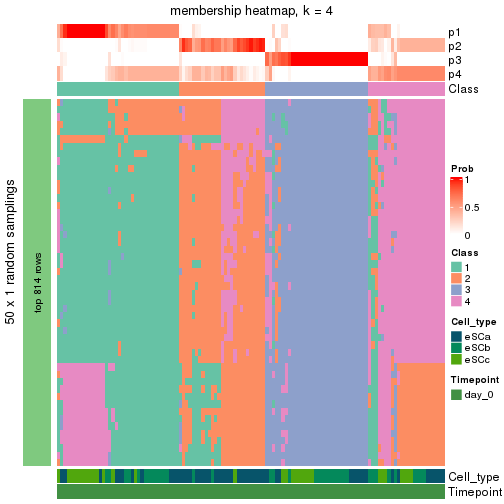 membership heatmap, k = 4
p1
p2
p3
p4
Class
50 x 1 random samplings
top 814 rows
Prob
1
0.5
0
Class
1
2
3
4
Cell_type
eSCa
eSCb
eSCc
Timepoint
day_0
Cell_type
Timepoint